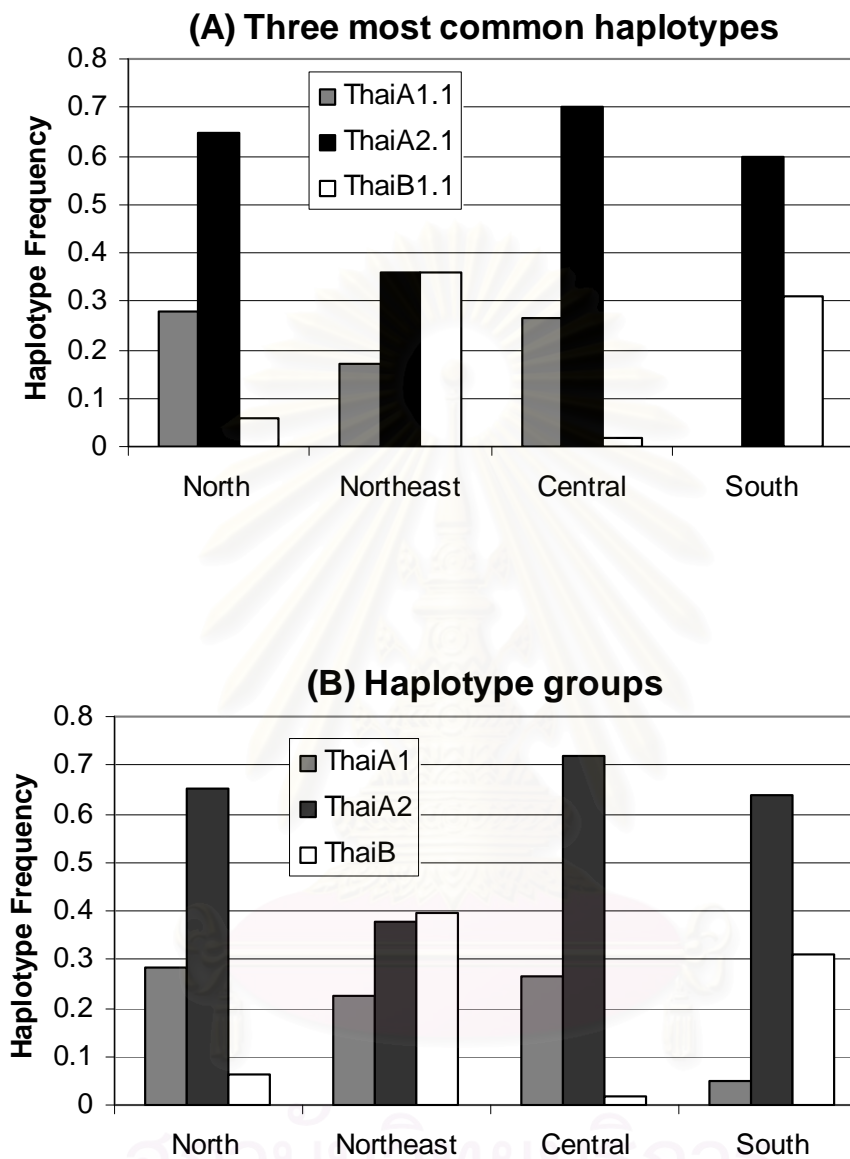 (A) Three most common haplotypes
Haplotype Frequency
0.8
0.7
0.6
0.5
0.4
0.3
0.2
0.1
0
ThaiA1.1
ThaiA2.1
ThaiB1.1
North Northeast Central South
(B) Haplotype groups
Haplotype Frequency
0.8
0.7
0.6
0.5
0.4
0.3
0.2
0.1
0
ThaiA1
ThaiA2
ThaiB
North Northeast Central South